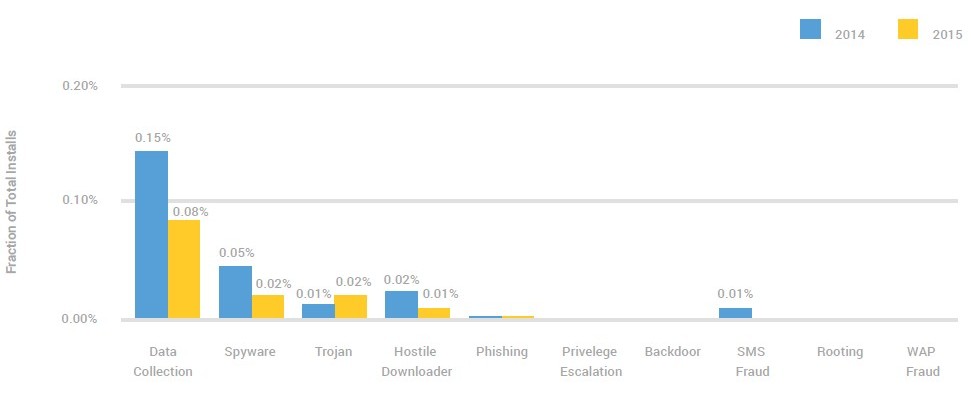 2014 2015
Fraction of Total Installs
0.20%
0.10%
0.00%
0.15%
0.08%
0.05%
0.02%
0.01%
0.02%
0.02%
0.01%
0.01%
Data
Collection
Spyware
Trojan
Hostile
Downloader
Phishing
Privelege
Escalation
Backdoor
SMS
Fraud
Rooting
WAP
Fraud